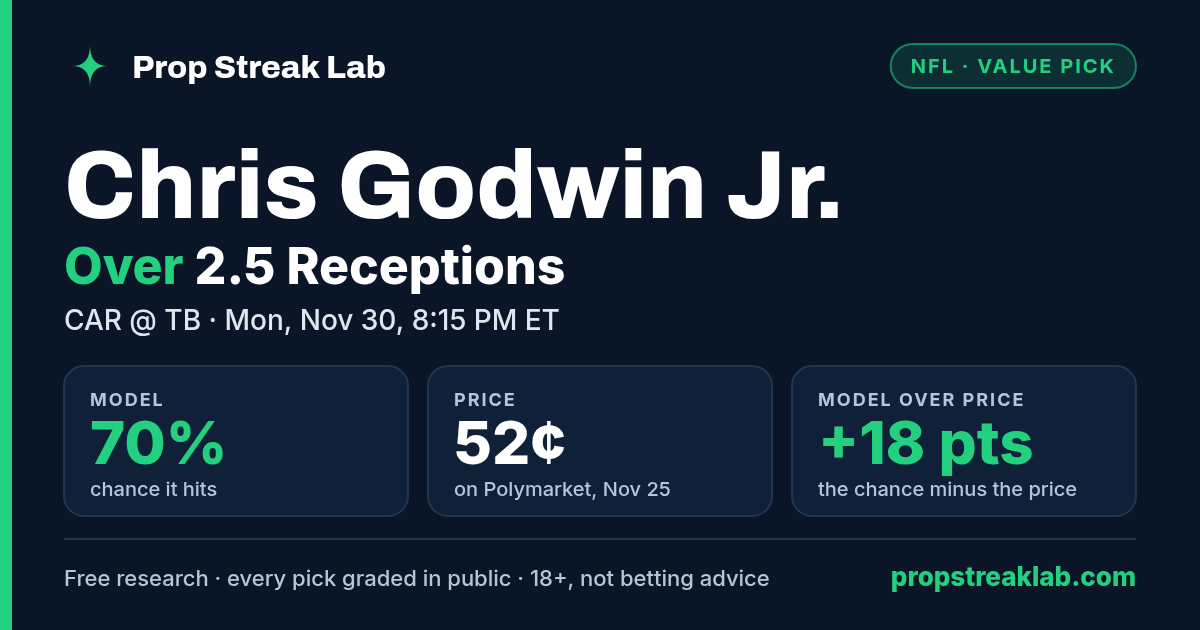 Prop Streak Lab
NFL · VALUE PICK
Chris Godwin Jr.
Over 2.5 Receptions
CAR @ TB · Mon, Nov 30, 8:15 PM ET
MODEL
70%
chance it hits
PRICE
52¢
on Polymarket, Nov 25
MODEL OVER PRICE
+18 pts
the chance minus the price
Free research · every pick graded in public · 18+, not betting advice
propstreaklab.com